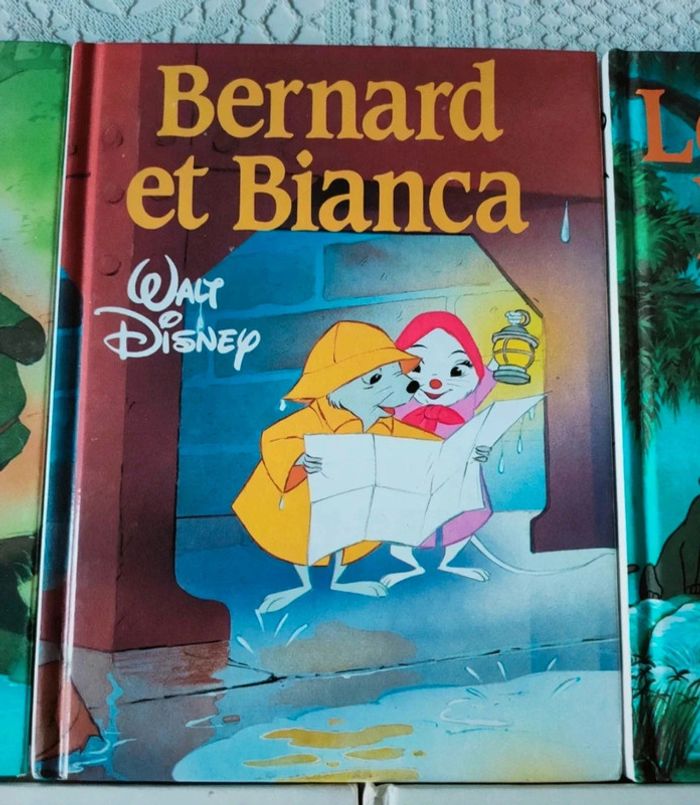 Bernard
et Bianca
WALT
DISNEY